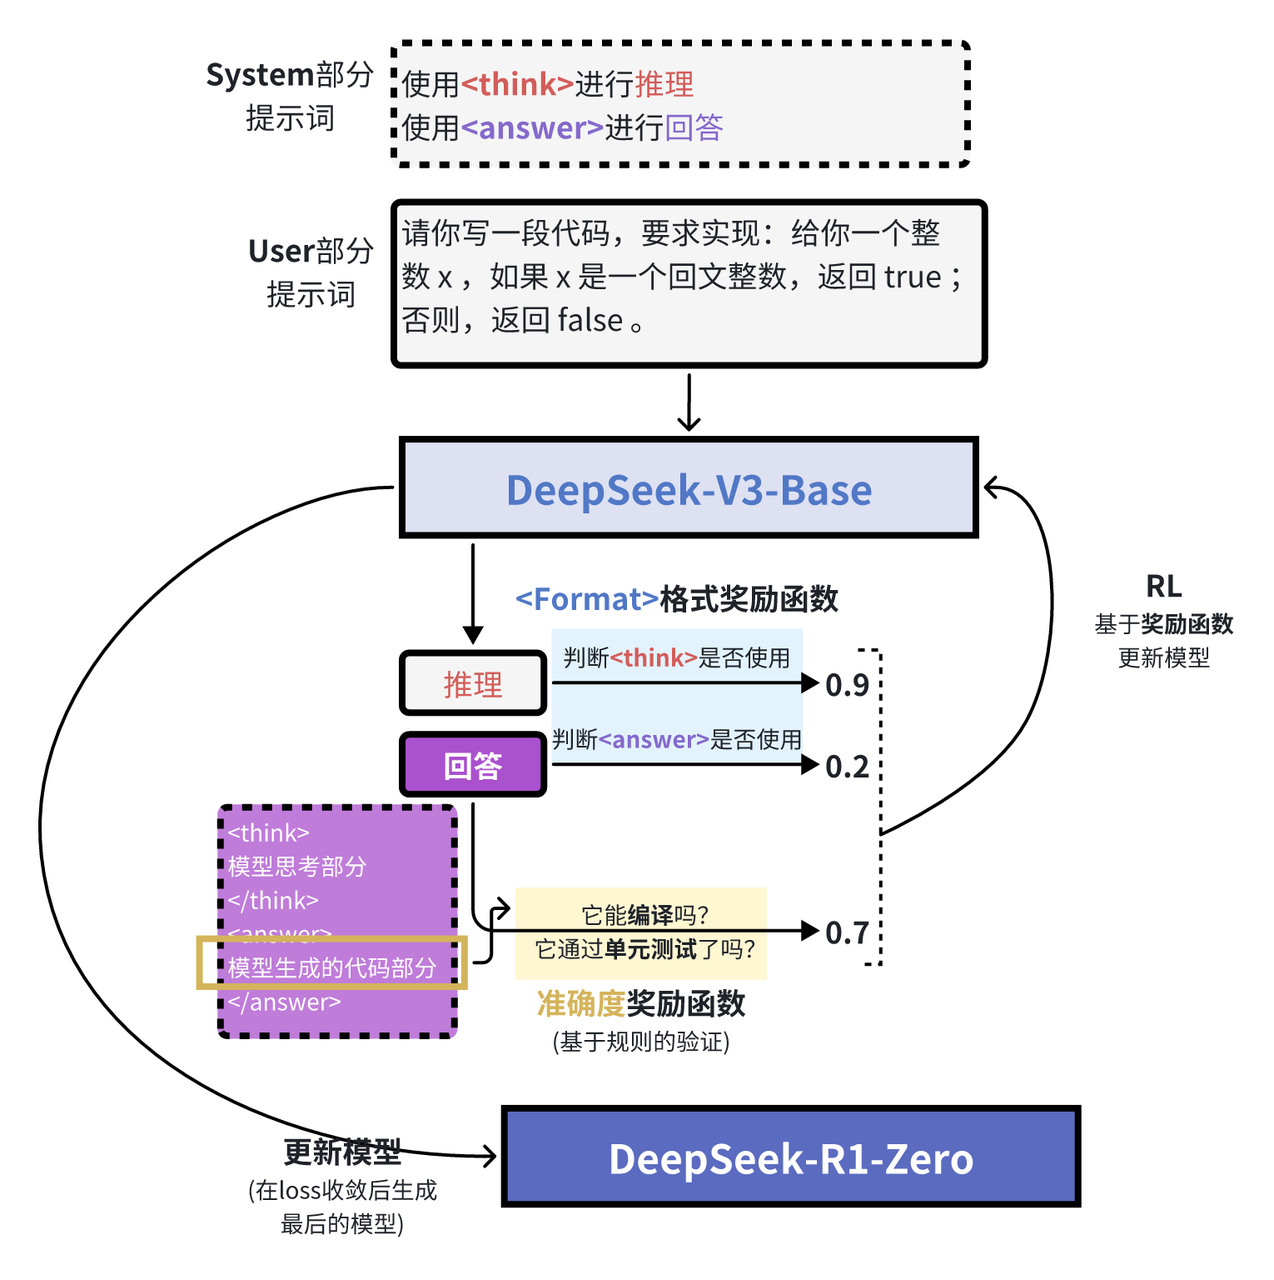 System部分
提示词
使用<think>进行推理
使用<answer>进行回答
User部分
提示词
请你写一段代码，要求实现：给你一个整
数 x ，如果 x 是一个回文整数，返回 true ；
否则，返回 false 。
DeepSeek-V3-Base
<Format>格式奖励函数
RL
基于奖励函数
更新模型
推理
判断<think>是否使用
0.9
回答
判断<answer>是否使用
0.2
<think>
模型思考部分
</think>
<answer>
模型生成的代码部分
</answer>
它能编译吗？
它通过单元测试了吗？
0.7
准确度奖励函数
(基于规则的验证)
更新模型
(在loss收敛后生成
最后的模型)
DeepSeek-R1-Zero